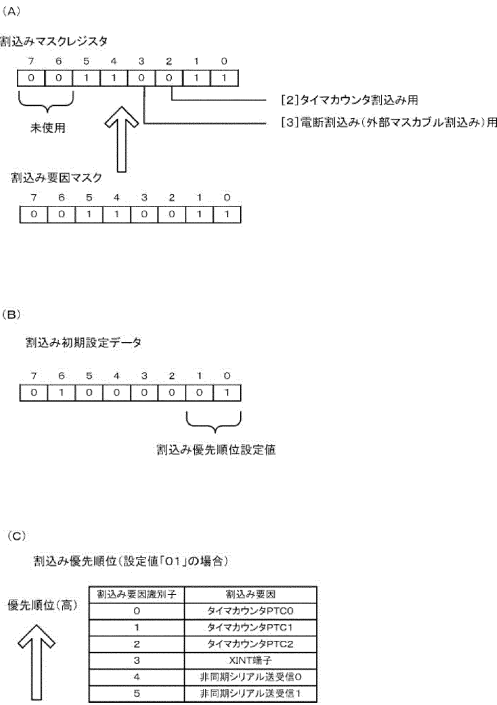 （A）
割込みマスクレジスタ
7 6 5 4 3 2 1 0
0 0 1 1 0 0 1 1
[2]タイマカウンタ割込み用
未使用
[3]電断割込み（外部マスカブル割込み）用
割込み要因マスク
7 6 5 4 3 2 1 0
0 0 1 1 0 0 1 1
（B）
割込み初期設定データ
7 6 5 4 3 2 1 0
0 1 0 0 0 0 0 1
割込み優先順位設定値
（C）
割込み優先順位（設定値「01」の場合）
優先順位（高）
割込み要因識別子 割込み要因
0 タイマカウンタPTC0
1 タイマカウンタPTC1
2 タイマカウンタPTC2
3 XINT端子
4 非同期シリアル送受信0
5 非同期シリアル送受信1